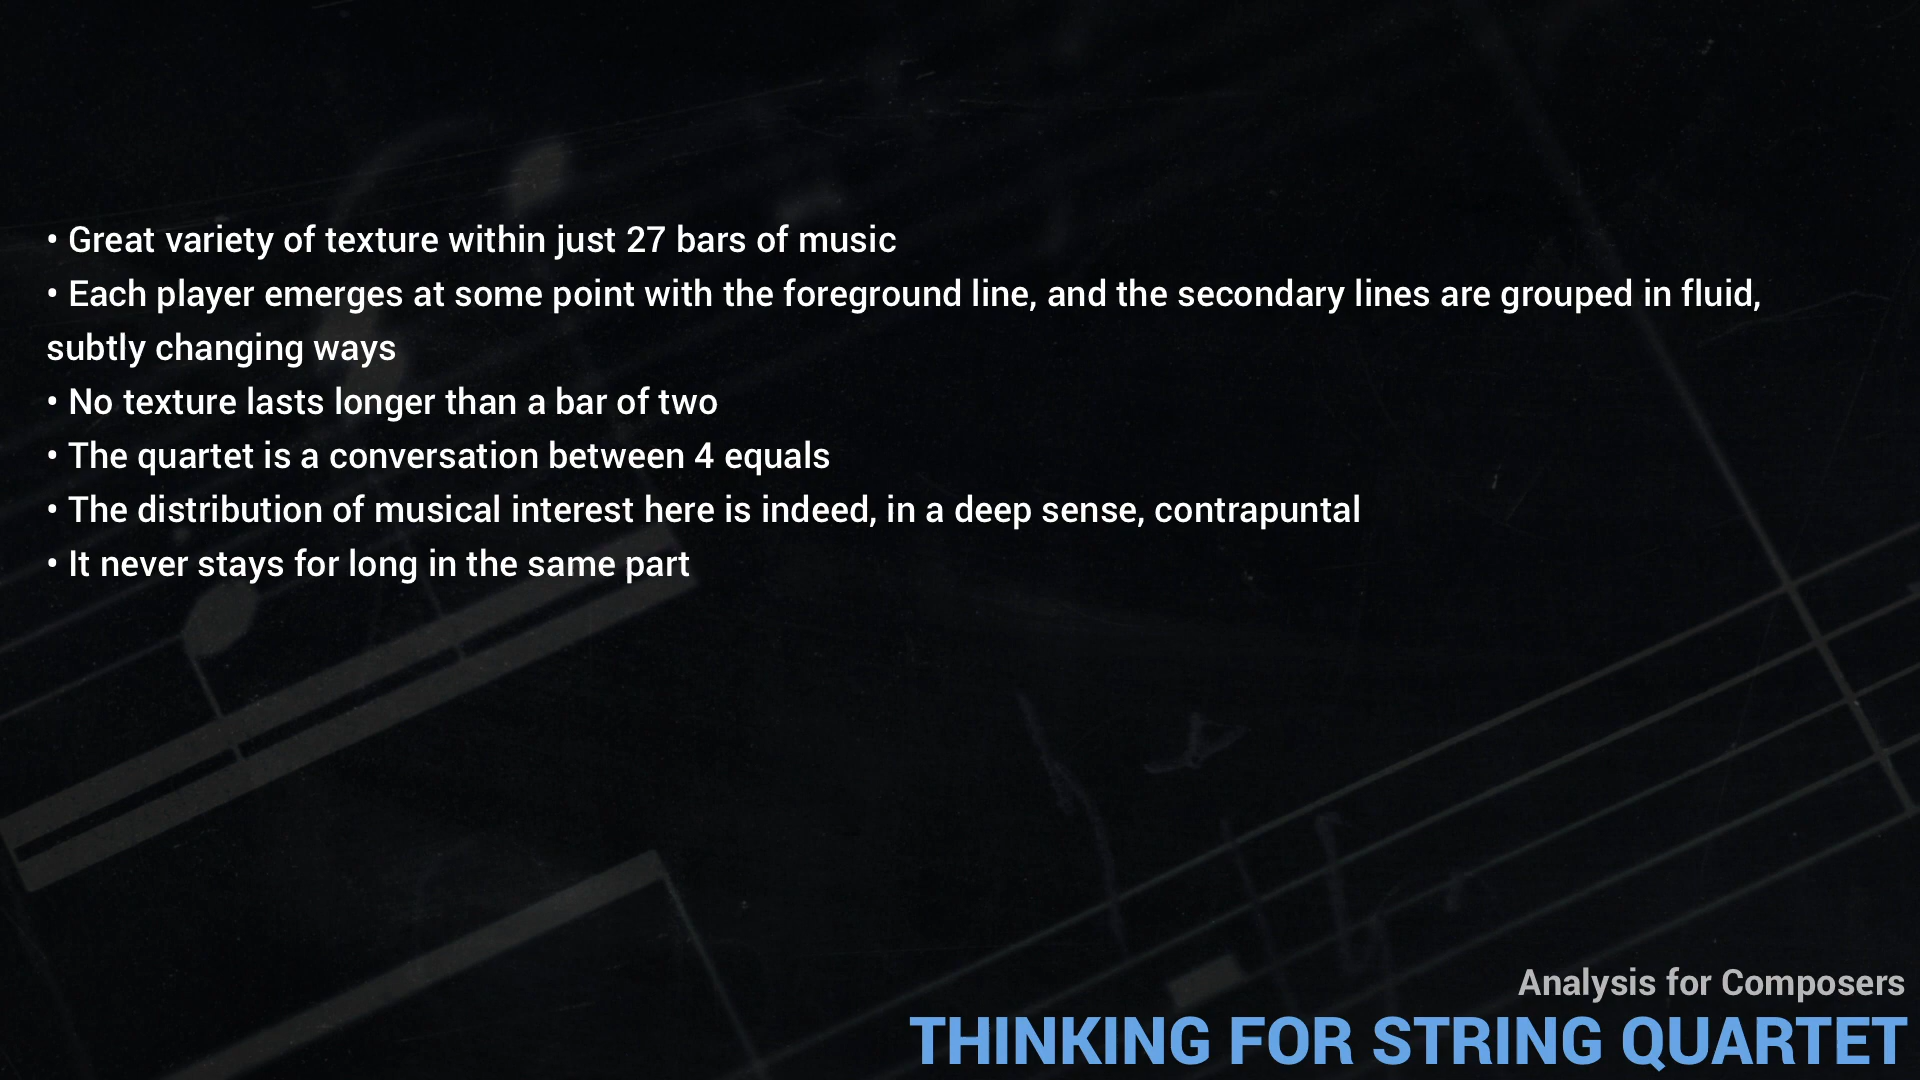 • Great variety of texture within just 27 bars of music
• Each player emerges at some point with the foreground line, and the secondary lines are grouped in fluid,
subtly changing ways
• No texture lasts longer than a bar of two
• The quartet is a conversation between 4 equals
• The distribution of musical interest here is indeed, in a deep sense, contrapuntal
• It never stays for long in the same part
Analysis for Composers
THINKING FOR STRING QUARTET